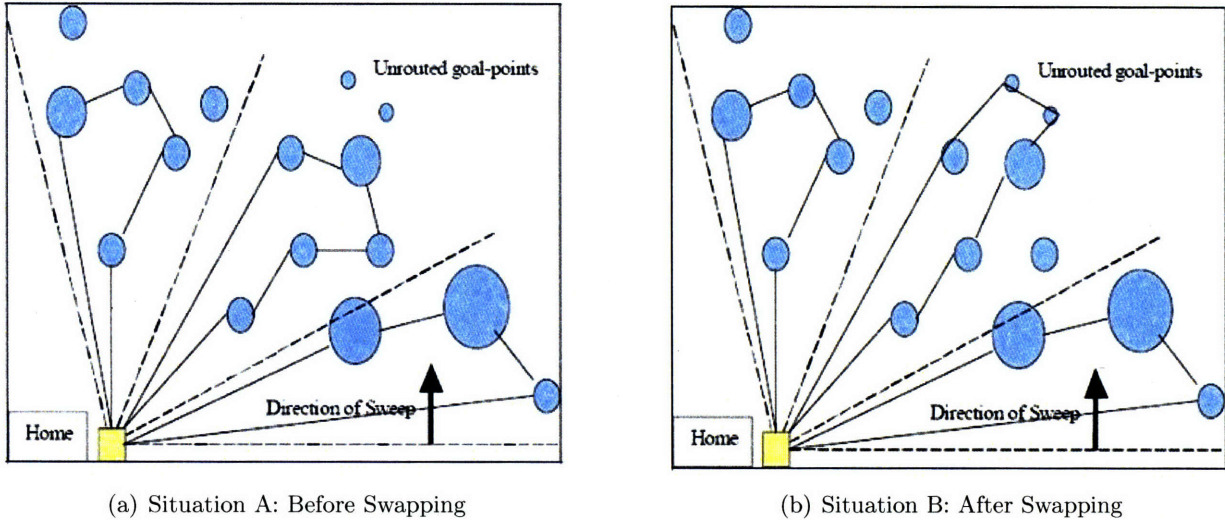 Unrouted goal-points
Direction of Sweep
Home
(a) Situation A: Before Swapping
Unrouted goal-points
Direction of Sweep
Home
(b) Situation B: After Swapping